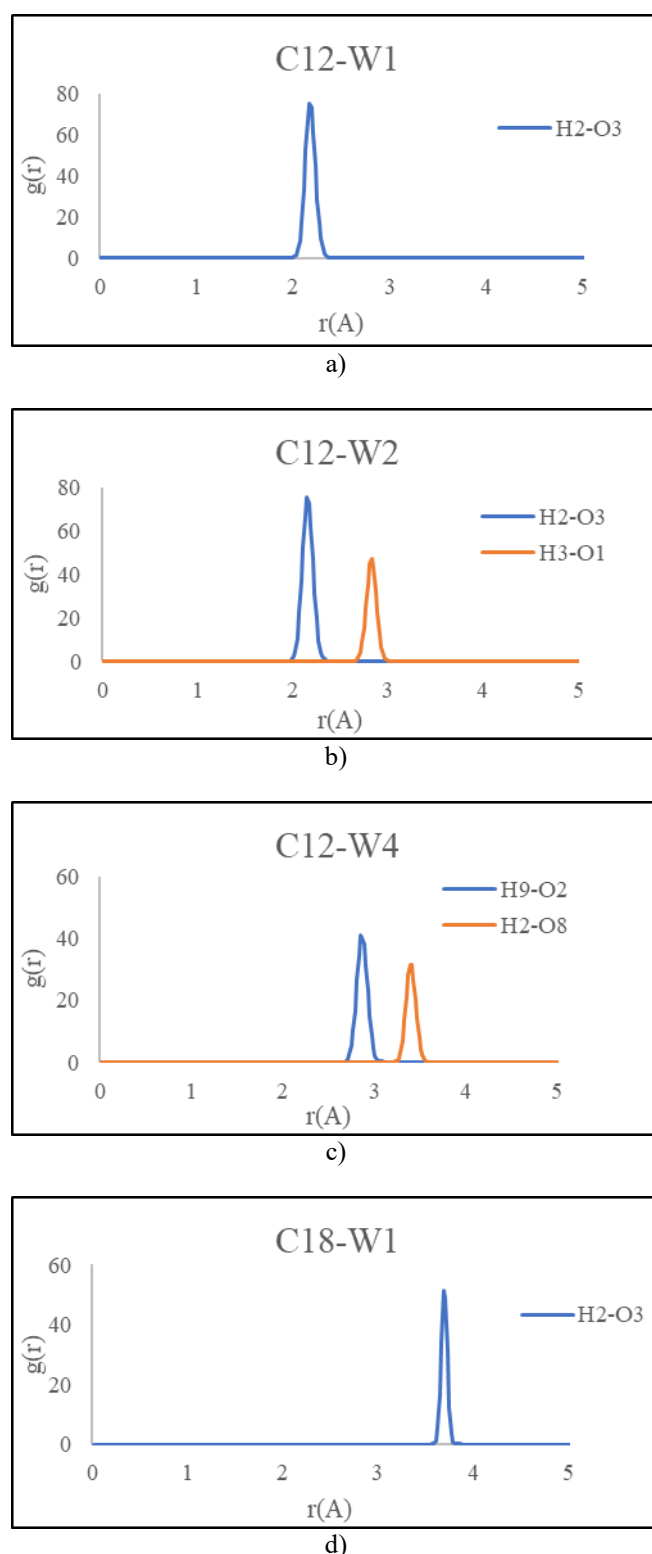 C12-W1
80
60
40
20
0
g(r)
H2-O3
0 1 2 3 4 5
r(A)
a)
C12-W2
80
60
40
20
0
g(r)
H2-O3
H3-O1
0 1 2 3 4 5
r(A)
b)
C12-W4
60
40
20
0
g(r)
H9-O2
H2-O8
0 1 2 3 4 5
r(A)
c)
C18-W1
60
40
20
0
g(r)
H2-O3
0 1 2 3 4 5
r(A)
d)